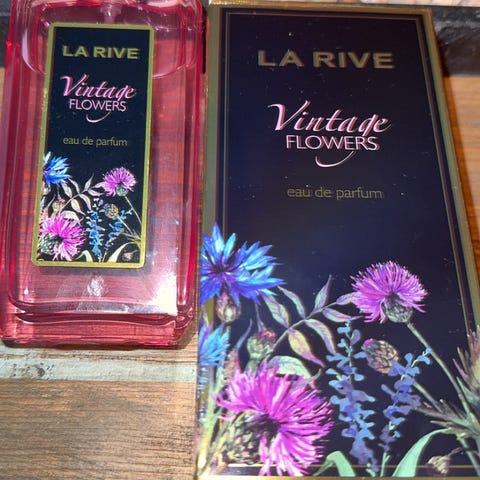 LA RIVE
Vintage
FLOWERS
eau de parfum
LA RIVE
Vintage
FLOWERS
eau de parfum